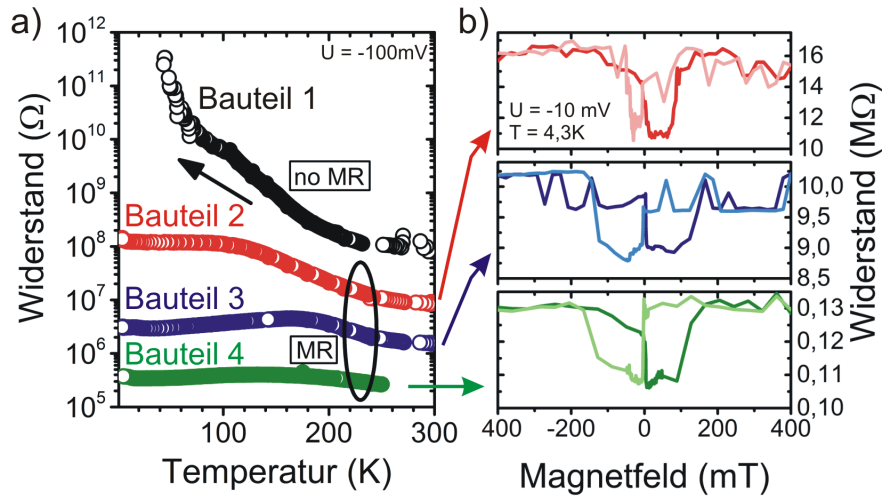 a)
Widerstand (Ω)
10^12
10^11
10^10
10^9
10^8
10^7
10^6
10^5
U = -100mV
Bauteil 1
no MR
Bauteil 2
Bauteil 3
Bauteil 4
MR
100 200 300
Temperatur (K)
b)
U = -10 mV
T = 4,3K
16
14
12
10
10,0
9,5
9,0
8,5
0,13
0,12
0,11
0,10
Widerstand (MΩ)
400 -200 0 200 400
Magnetfeld (mT)